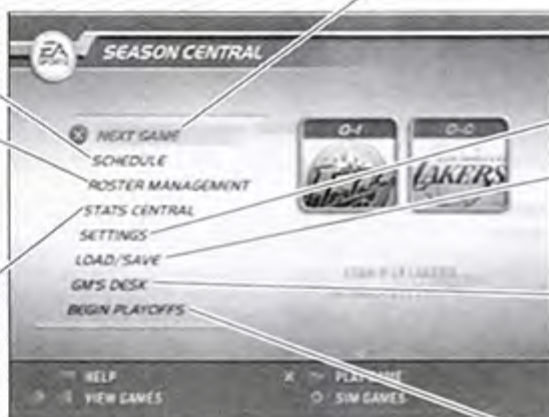 EA
SPORTS
SEASON CENTRAL
NEXT GAME
SCHEDULE
ROSTER MANAGEMENT
STATS CENTRAL
SETTINGS
LOAD/SAVE
GM'S DESK
BEGIN PLAYOFFS
0-1
0-0
LAKERS
HELP
X PLAY GAME
VIEW GAMES
SIM GAMES